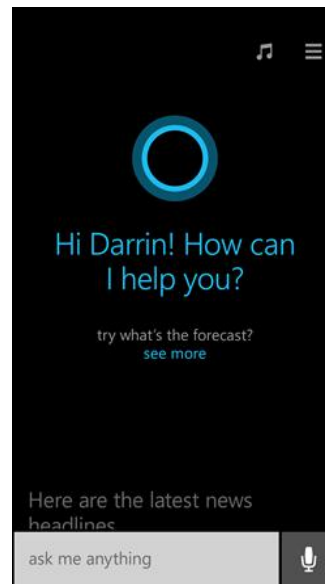 Hi Darrin! How can
I help you?
try what's the forecast?
see more
Here are the latest news
headlines
ask me anything